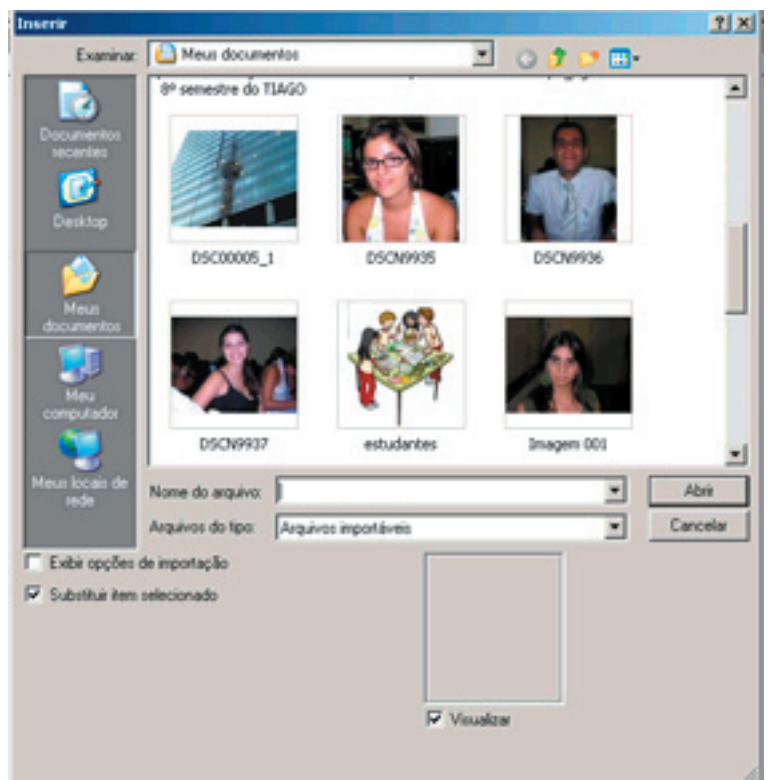 Inserir
Examinar:
Meus documentos
8º semestre do TIAGO
Documentos
recentes
Desktop
Meus
documentos
Meu
computador
Meus locais de
rede
DSC00005_1
DSCN9935
DSCN9936
DSCN9937
estudantes
Imagem 001
Nome do arquivo:
Abrir
Arquivos do tipo:
Arquivos importáveis
Cancelar
Exibir opções de importação
Substituir item selecionado
Visualizar